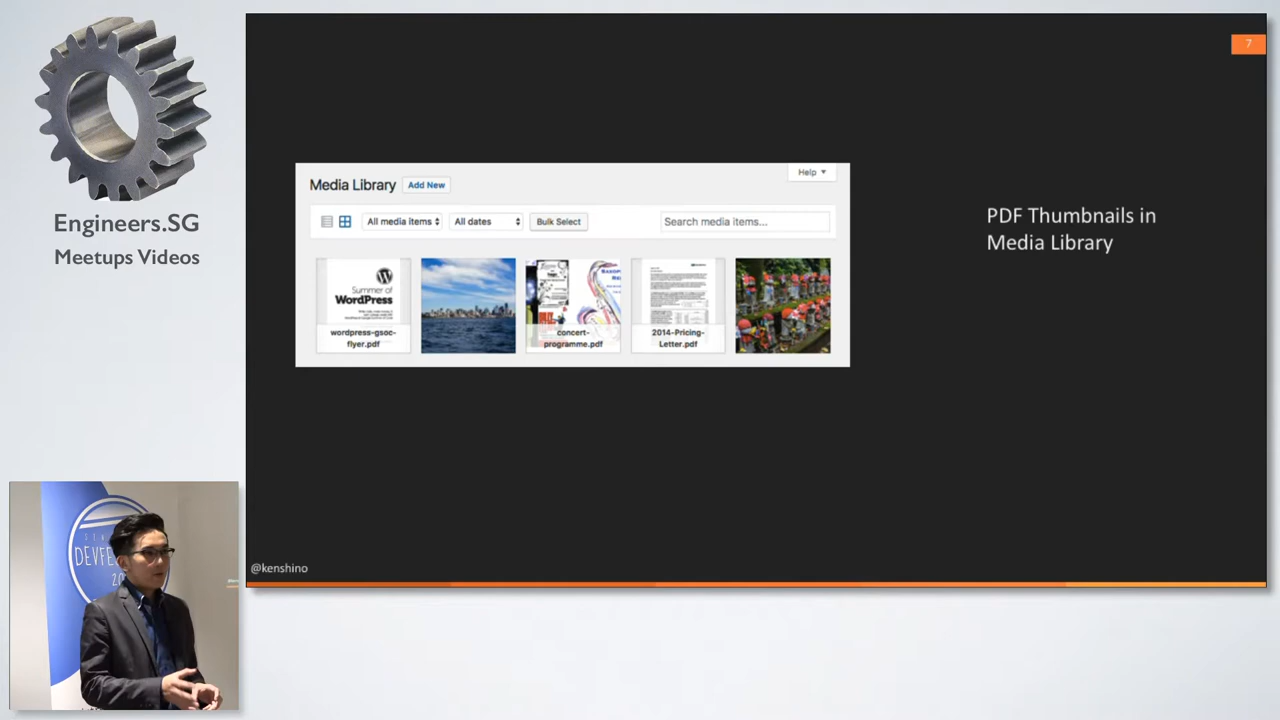 Engineers.SG
Meetups Videos
7
Media Library
Add New
Help
All media items
All dates
Bulk Select
Search media items...
Summer of
WordPress
wordpress-gsoc-
flyer.pdf
concert-
programme.pdf
2014-Pricing-
Letter.pdf
PDF Thumbnails in
Media Library
@kenshino